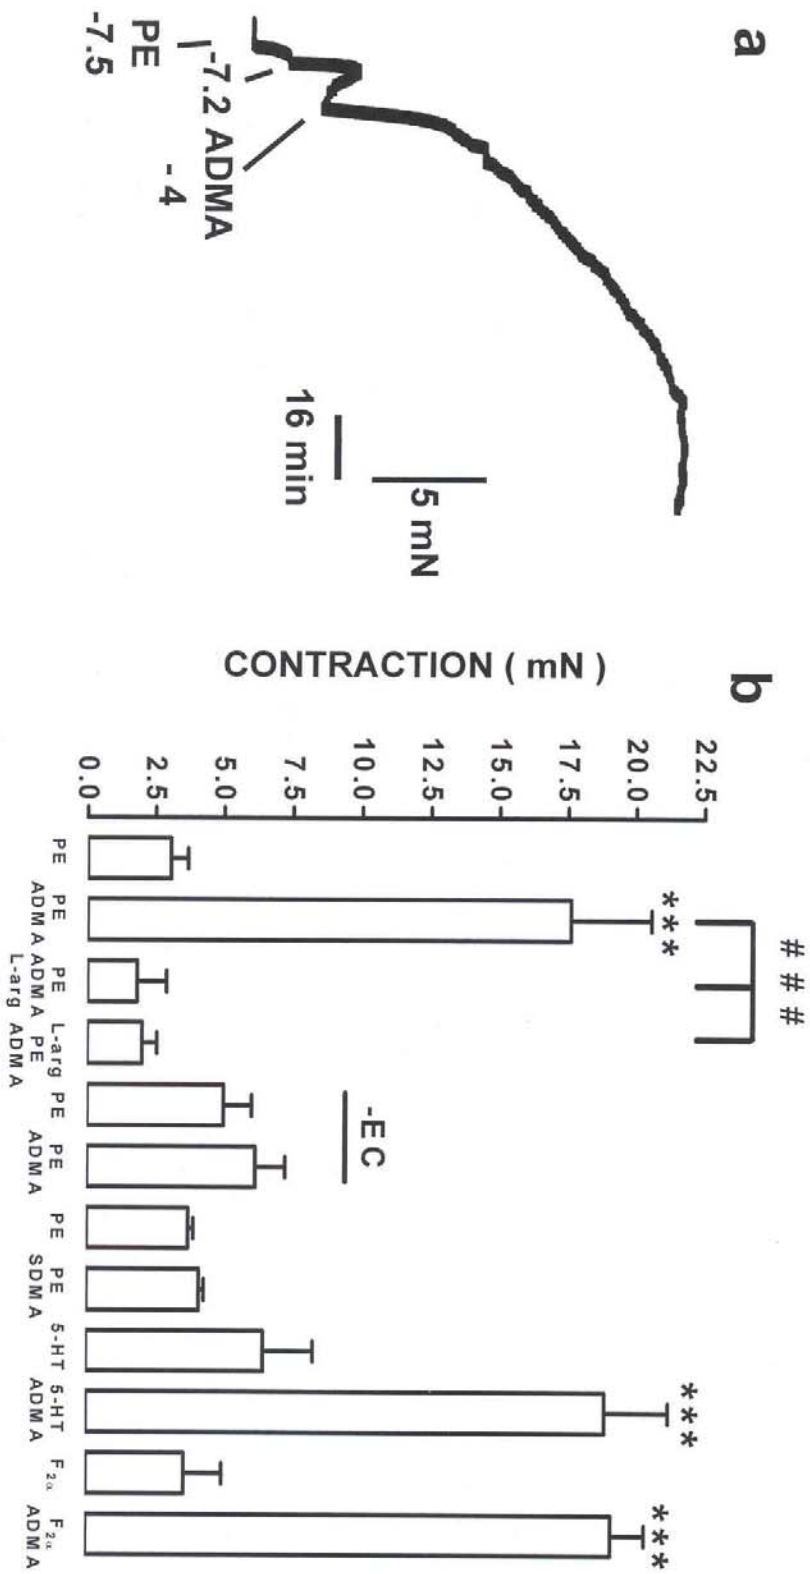 a
PE
-7.5
-7.2 ADMA
- 4
5 mN
16 min
b
CONTRACTION ( mN )
22.5
20.0
17.5
15.0
12.5
10.0
7.5
5.0
2.5
0.0
# # #
***
***
***
-EC
PE
PE
ADMA
PE
ADMA
L-arg
L-arg
PE
ADMA
PE
PE
ADMA
PE
PE
SDMA
5-HT
5-HT
ADMA
F2α
F2α
ADMA